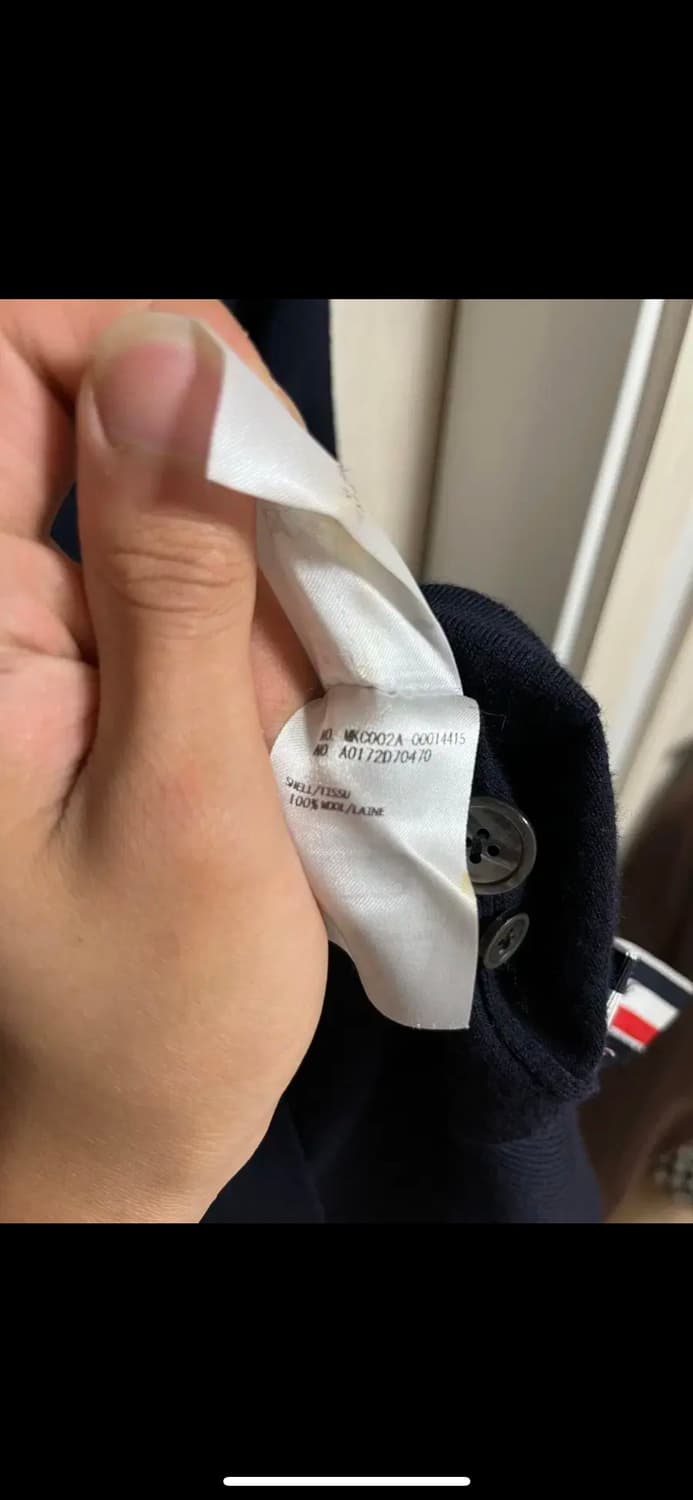 NO. MKC002A-00014415
NO. A0172D70470
SHELL/TISSU
100% WOOL/LAINE